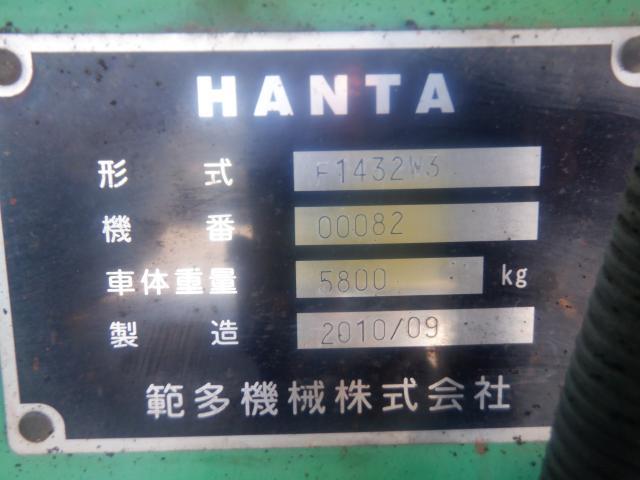 HANTA
形式 F1432W3
機番 00082
車体重量 5800 kg
製造 2010/09
範多機械株式会社